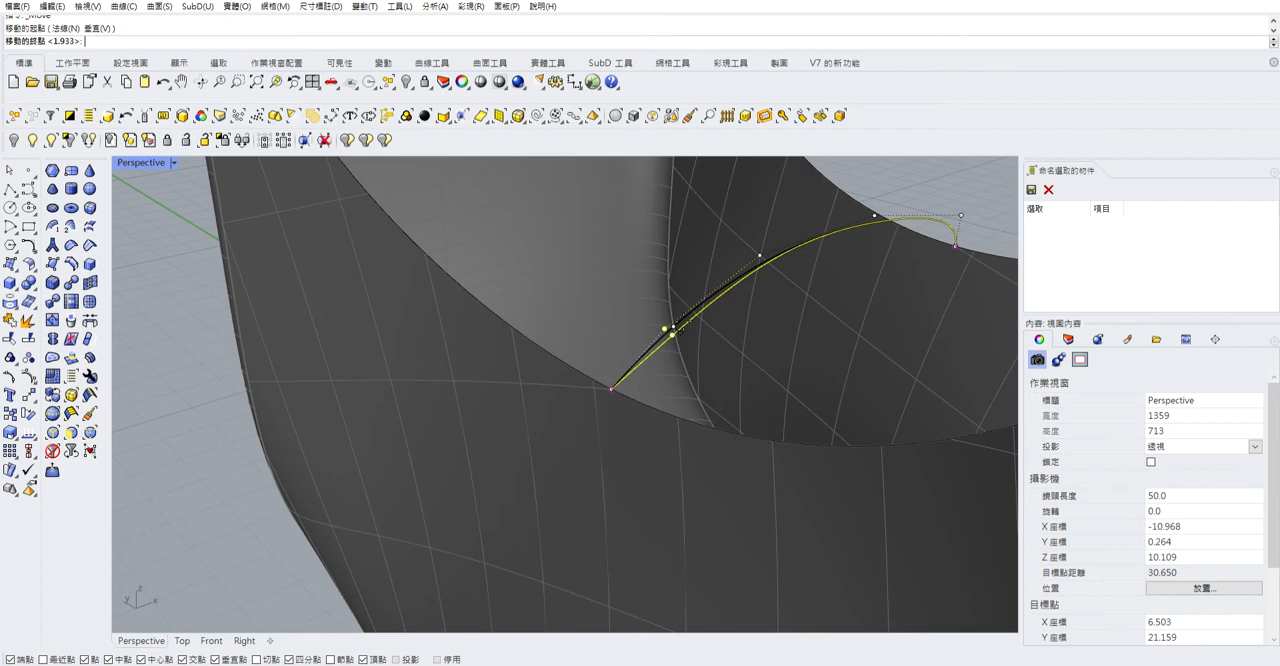 檔案(F) 編輯(E) 檢視(V) 曲線(C) 曲面(S) SubD(U) 實體(O) 網格(M) 尺寸標註(D) 變動(T) 工具(L) 分析(A) 彩現(R) 面板(P) 說明(H)
指令: _Move
移動的起點 ( 法線(N) 垂直(V) )
移動的終點 <1.933>:
標準 工作平面 設定視圖 顯示 選取 作業視窗配置 可見性 變動 曲線工具 曲面工具 實體工具 SubD 工具 網格工具 彩現工具 製圖 V7 的新功能
Perspective
命名選取的物件
選取 項目
內容: 視圖內容
作業視窗
標題 Perspective
寬度 1359
高度 713
投影 透視
鎖定
攝影機
鏡頭長度 50.0
旋轉 0.0
X 座標 -10.968
Y 座標 0.264
Z 座標 10.109
目標點距離 30.650
位置 放置...
目標點
X 座標 6.503
Y 座標 21.159
z
y x
Perspective Top Front Right
端點 最近點 點 中點 中心點 交點 垂直點 切點 四分點 節點 頂點 投影 停用